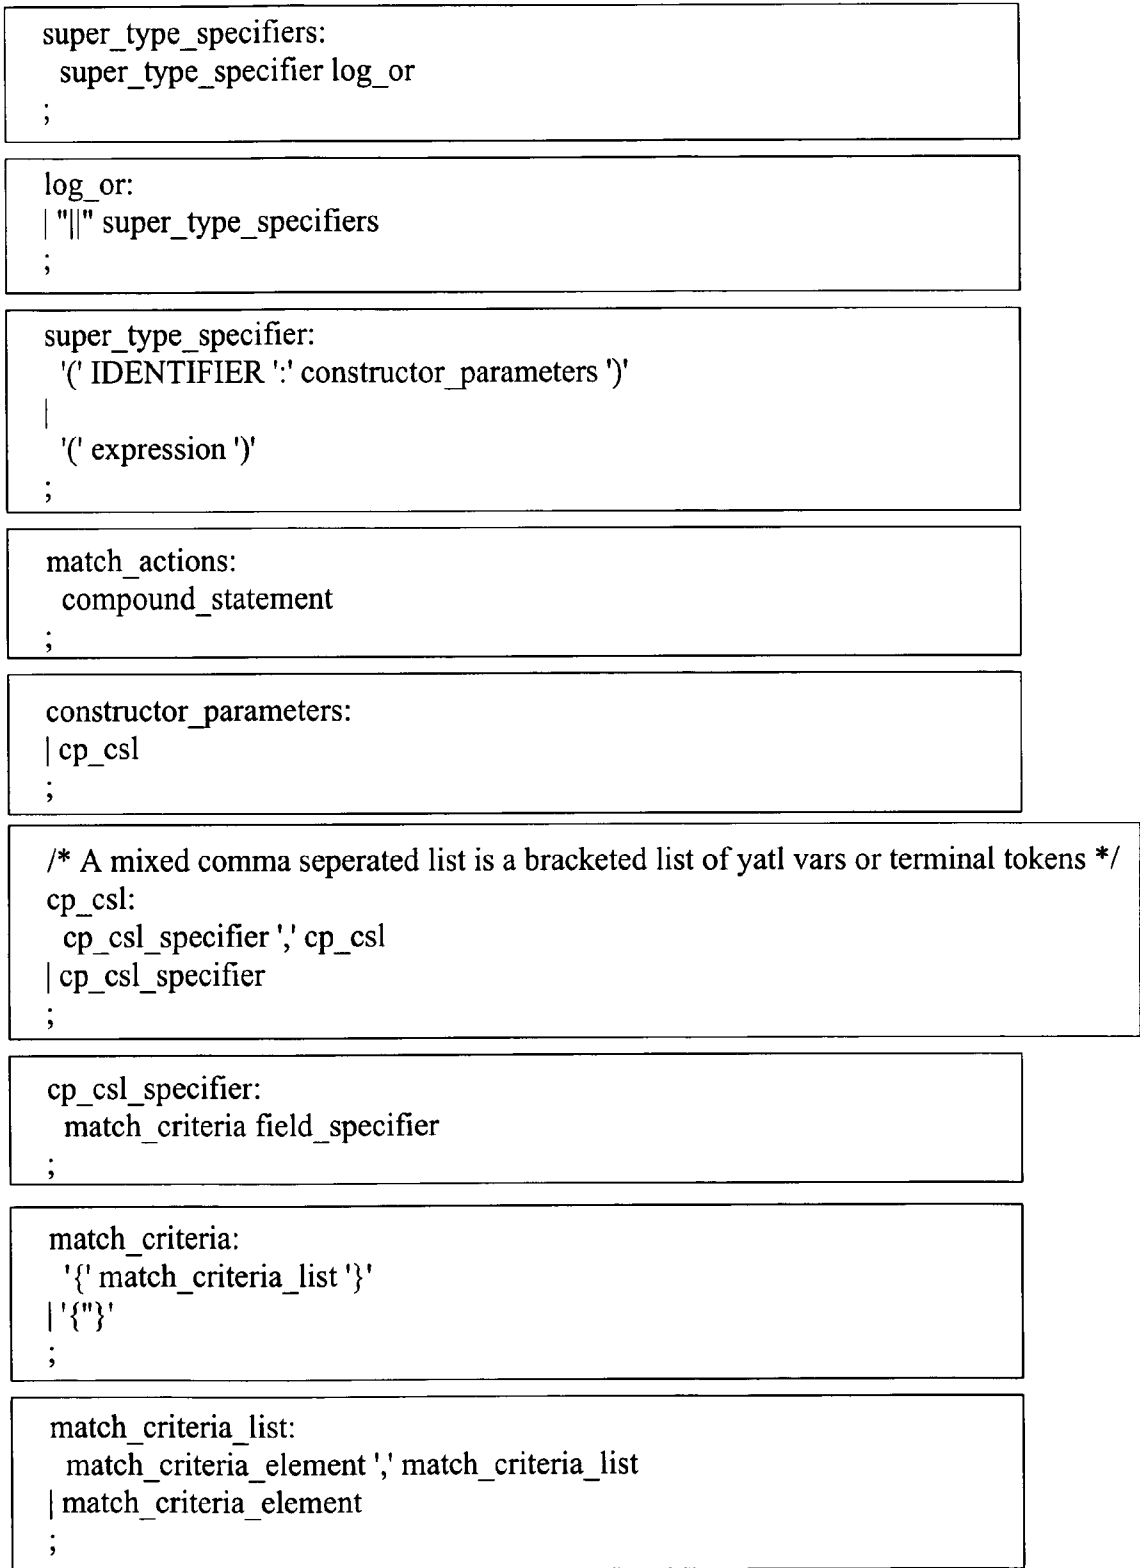 super_type_specifiers:
super_type_specifier log_or
;
log_or:
| "||" super_type_specifiers
;
super_type_specifier:
'(' IDENTIFIER ':' constructor_parameters ')'
|
'(' expression ')'
;
match_actions:
compound_statement
;
constructor_parameters:
| cp_csl
;
/* A mixed comma seperated list is a bracketed list of yatl vars or terminal tokens */
cp_csl:
cp_csl_specifier ',' cp_csl
| cp_csl_specifier
;
cp_csl_specifier:
match_criteria field_specifier
;
match_criteria:
'{' match_criteria_list '}'
| '{''}'
;
match_criteria_list:
match_criteria_element ',' match_criteria_list
| match_criteria_element
;